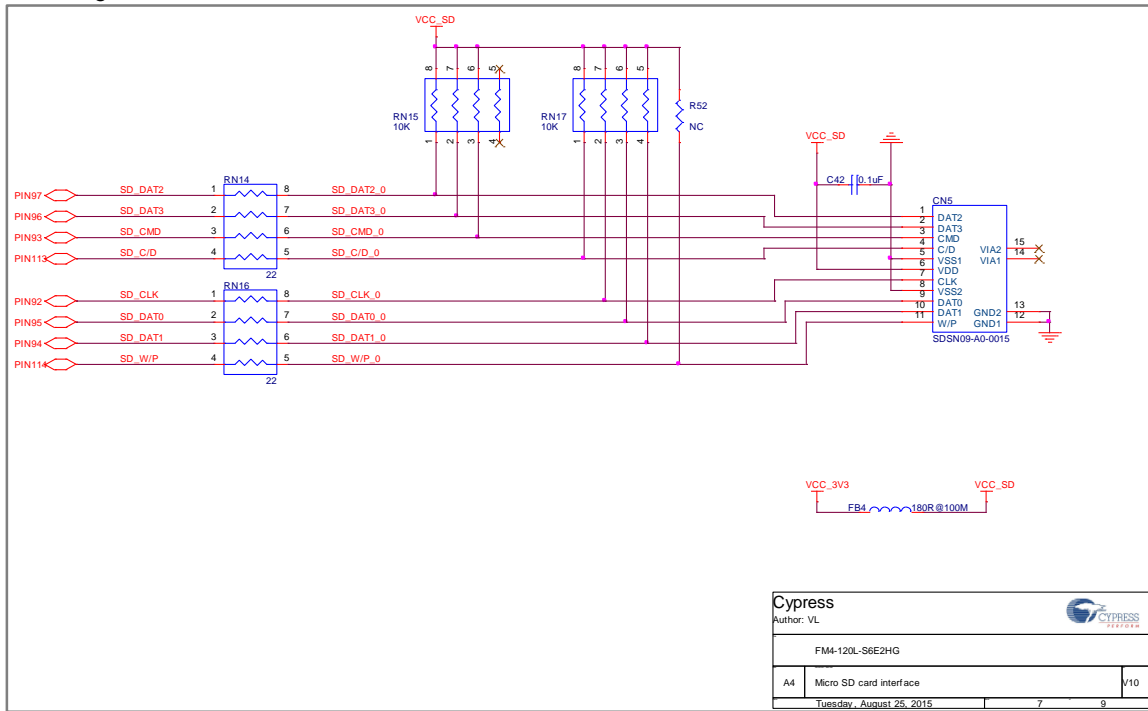 VCC_SD
8 7 6 5 8 7 6 5
RN15
10K
RN17
10K
R52
NC
1 2 3 4 1 2 3 4
VCC_SD
C42 0.1uF
RN14
PIN97 SD_DAT2 1 8 SD_DAT2_0
PIN96 SD_DAT3 2 7 SD_DAT3_0
PIN93 SD_CMD 3 6 SD_CMD_0
PIN113 SD_C/D 4 5 SD_C/D_0
22
RN16
PIN92 SD_CLK 1 8 SD_CLK_0
PIN95 SD_DAT0 2 7 SD_DAT0_0
PIN94 SD_DAT1 3 6 SD_DAT1_0
PIN114 SD_W/P 4 5 SD_W/P_0
22
CN5
1 DAT2
2 DAT3
3 CMD
4 C/D
5 VSS1
6 VDD
7 CLK
8 VSS2
9 DAT0
10 DAT1
11 W/P
VIA2 15
VIA1 14
GND2 13
GND1 12
SDSN09-A0-0015
VCC_3V3 VCC_SD
FB4 180R@100M
Cypress
Author: VL
CYPRESS
PERFORM
FM4-120L-S6E2HG
A4 Micro SD card interface V10
Tuesday, August 25, 2015 7 9